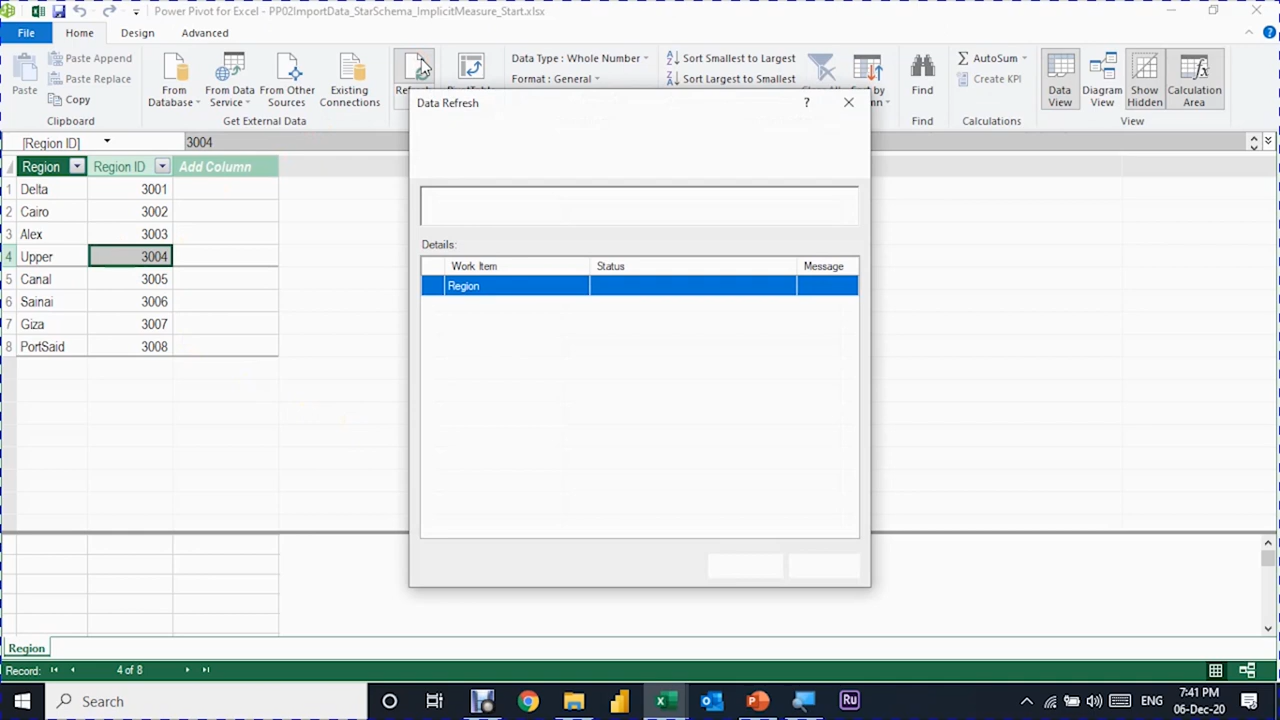 Power Pivot for Excel - PP02ImportData_StarSchema_ImplicitMeasure_Start.xlsx
File Home Design Advanced
Paste
Paste Append
Paste Replace
Copy
Clipboard
From Database
From Data Service
From Other Sources
Existing Connections
Get External Data
Refresh
Data Type : Whole Number
Format : General
Sort Smallest to Largest
Sort Largest to Smallest
Find
Find
AutoSum
Create KPI
Calculations
Data View
Diagram View
Show Hidden
Calculation Area
View
[Region ID] 3004
Region Region ID Add Column
1 Delta 3001
2 Cairo 3002
3 Alex 3003
4 Upper 3004
5 Canal 3005
6 Sainai 3006
7 Giza 3007
8 PortSaid 3008
Data Refresh
Details:
Work Item Status Message
Region
Region
Record: 4 of 8
Search
Ru
ENG
7:41 PM
06-Dec-20